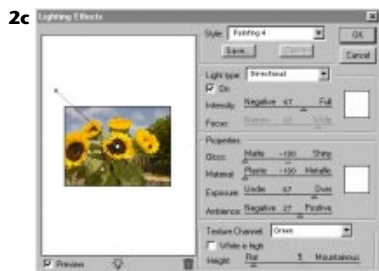 2c
Lighting Effects
Style: Painting 4
OK
Save...
Cancel
Light type: Directional
On
Intensity: Negative 67 Full
Focus: Narrow Wide
Properties:
Gloss: Matte -100 Shiny
Material: Plastic -100 Metallic
Exposure: Under 67 Over
Ambience: Negative 27 Positive
Texture Channel: Green
White is high
Height: Flat 5 Mountainous
Preview